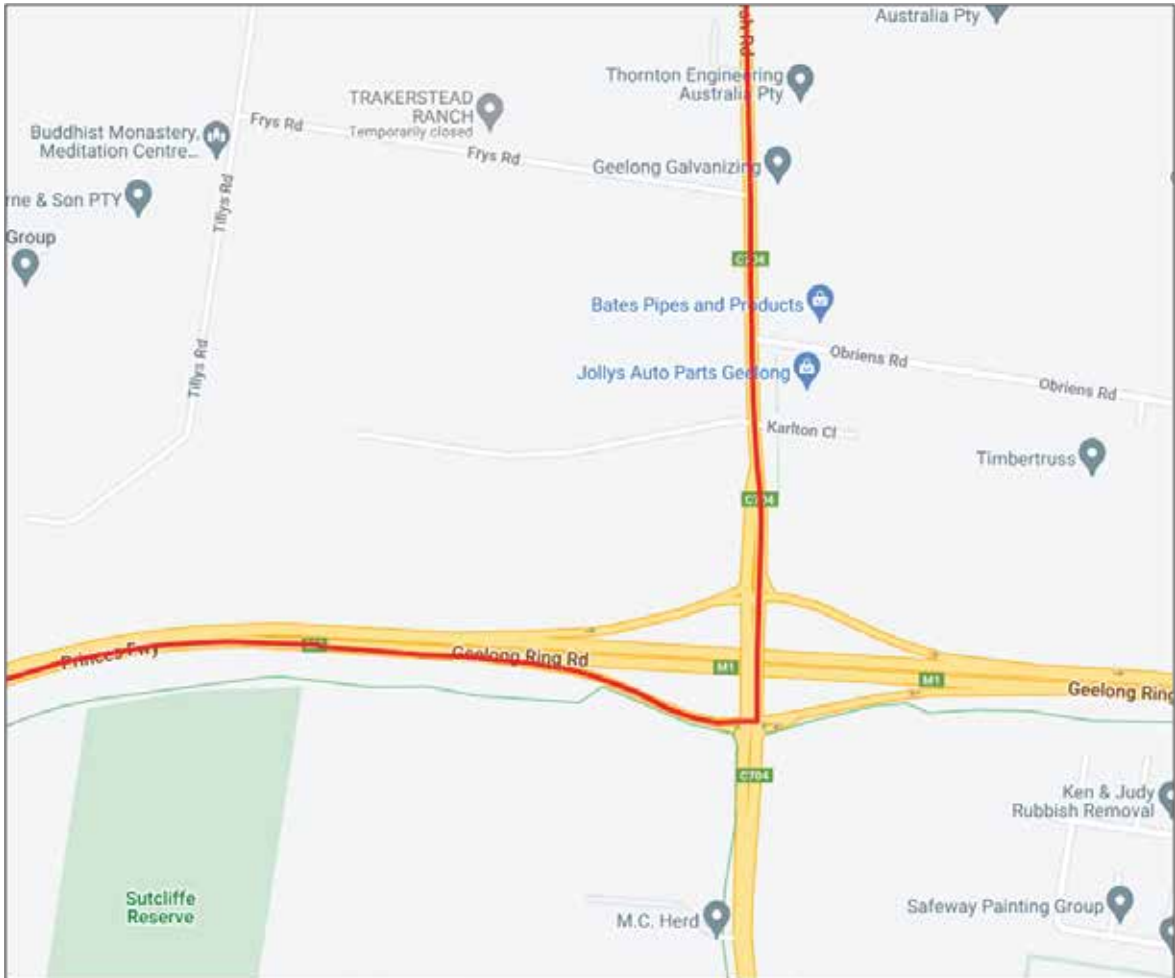 Australia Pty
Thornton Engineering
Australia Pty
TRAKERSTEAD
RANCH
Temporarily closed
Frys Rd
Buddhist Monastery,
Meditation Centre...
Frys Rd
Geelong Galvanizing
rne & Son PTY
Tiffys Rd
Group
C704
Bates Pipes and Products
Obriens Rd
Jollys Auto Parts Geelong
Tiffys Rd
Obriens Rd
Karlton Cl
Timbertruss
C704
Princes Fwy
Geelong Ring Rd
M1
M1
Geelong Ring
C704
Ken & Judy
Rubbish Removal
Sutcliffe
Reserve
M.C. Herd
Safeway Painting Group